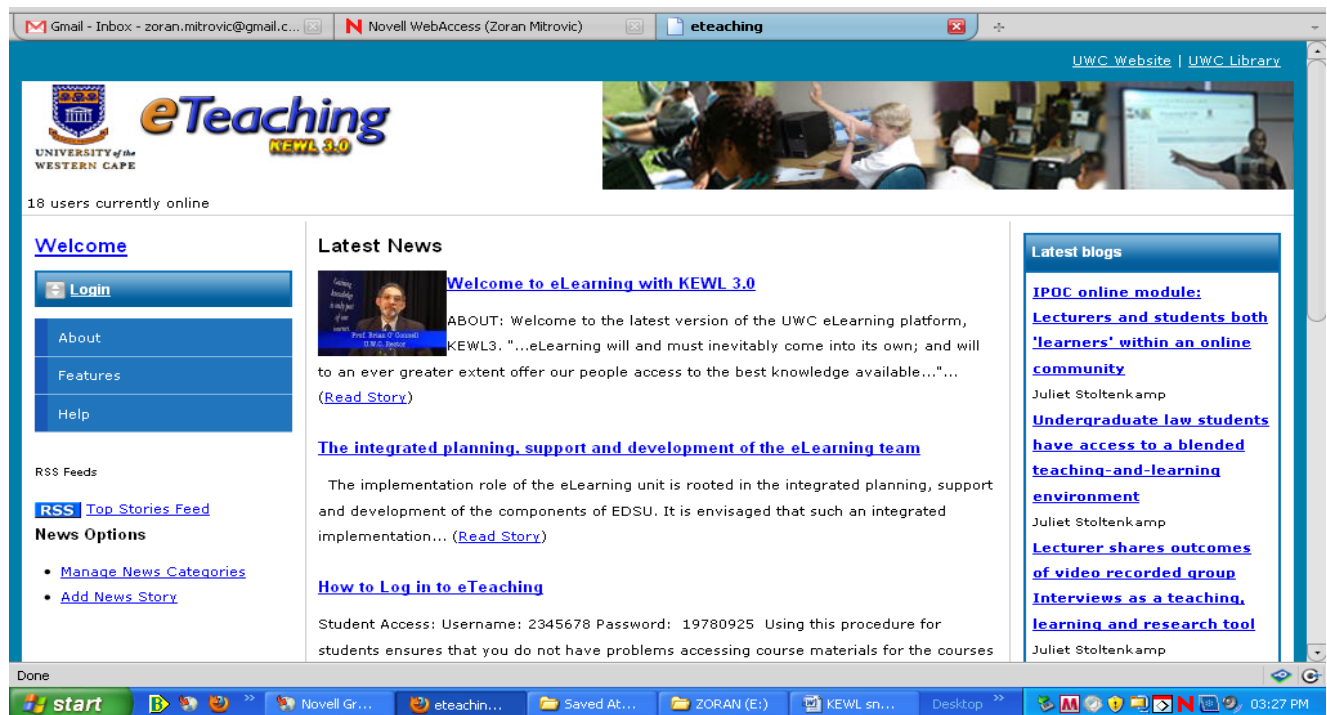 Gmail - Inbox - zoran.mitrovic@gmail.c...
Novell WebAccess (Zoran Mitrovic)
eteaching
UWC Website | UWC Library
UNIVERSITY of the
WESTERN CAPE
eTeaching
KEWL 3.0
18 users currently online
Welcome
Login
About
Features
Help
RSS Feeds
RSS Top Stories Feed
News Options
Manage News Categories
Add News Story
Latest News
Prof Brian O'Connell
U.W.C. Rector
Welcome to eLearning with KEWL 3.0
ABOUT: Welcome to the latest version of the UWC eLearning platform,
KEWL3. "...eLearning will and must inevitably come into its own; and will
to an ever greater extent offer our people access to the best knowledge available..."...
(Read Story)
The integrated planning, support and development of the eLearning team
The implementation role of the eLearning unit is rooted in the integrated planning, support
and development of the components of EDSU. It is envisaged that such an integrated
implementation... (Read Story)
How to Log in to eTeaching
Student Access: Username: 2345678 Password: 19780925 Using this procedure for
students ensures that you do not have problems accessing course materials for the courses
Latest blogs
IPOC online module:
Lecturers and students both
'learners' within an online
community
Juliet Stoltenkamp
Undergraduate law students
have access to a blended
teaching-and-learning
environment
Juliet Stoltenkamp
Lecturer shares outcomes
of video recorded group
Interviews as a teaching,
learning and research tool
Juliet Stoltenkamp
Done
start
Novell Gr...
eteachin...
Saved At...
ZORAN (E:)
KEWL sn...
Desktop
03:27 PM